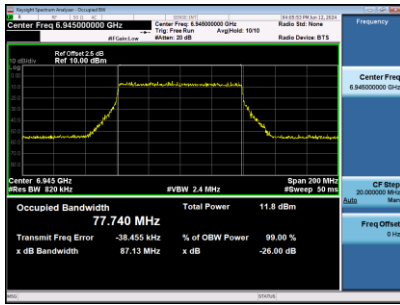 Keysight Spectrum Analyzer - Occupied BW
04:09:53 PM Jun 12, 2024
Center Freq 6.945000000 GHz
Center Freq: 6.945000000 GHz
Radio Std: None
Frequency
Trig: Free Run
Avg|Hold: 10/10
#IFGain:Low
#Atten: 20 dB
Radio Device: BTS
Ref Offset 2.5 dB
10 dB/div
Ref 10.00 dBm
Log
Center Freq
6.945000000 GHz
Center 6.945 GHz
Span 200 MHz
#Res BW 820 kHz
#VBW 2.4 MHz
#Sweep 50 ms
CF Step
20.000000 MHz
Auto
Man
Occupied Bandwidth
Total Power
11.8 dBm
77.740 MHz
Freq Offset
0 Hz
Transmit Freq Error
-38.455 kHz
% of OBW Power
99.00 %
x dB Bandwidth
87.13 MHz
x dB
-26.00 dB
MSG
STATUS